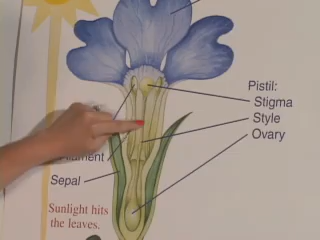 Pistil:
Stigma
Style
Ovary
Sepal
Sunlight hits
the leaves.